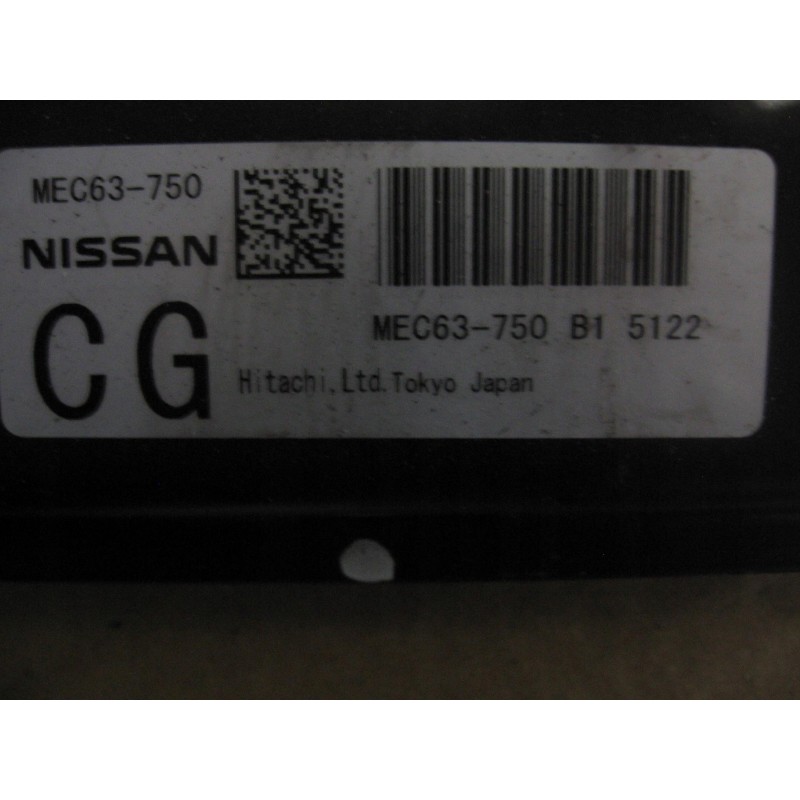 MEC63-750
NISSAN
CG
MEC63-750 B1 5122
Hitachi,Ltd.Tokyo Japan